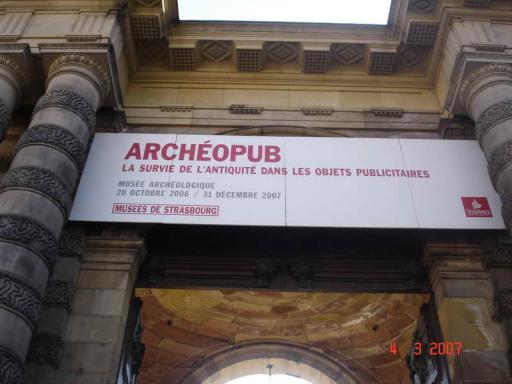 ARCHÉOPUB
LA SURVIE DE L'ANTIQUITÉ DANS LES OBJETS PUBLICITAIRES
MUSÉE ARCHÉOLOGIQUE
20 OCTOBRE 2006 / 31 DÉCEMBRE 2007
MUSEES DE STRASBOURG
4 3 2007